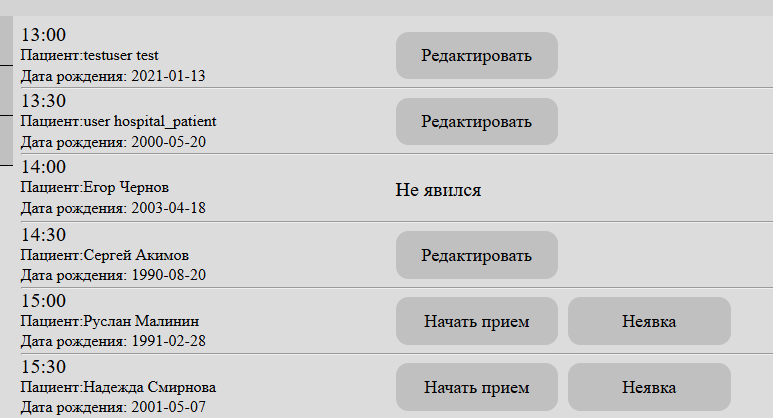 13:00
Пациент:testuser test
Дата рождения: 2021-01-13
Редактировать
13:30
Пациент:user hospital_patient
Дата рождения: 2000-05-20
Редактировать
14:00
Пациент:Егор Чернов
Дата рождения: 2003-04-18
Не явился
14:30
Пациент:Сергей Акимов
Дата рождения: 1990-08-20
Редактировать
15:00
Пациент:Руслан Малинин
Дата рождения: 1991-02-28
Начать прием
Неявка
15:30
Пациент:Надежда Смирнова
Дата рождения: 2001-05-07
Начать прием
Неявка